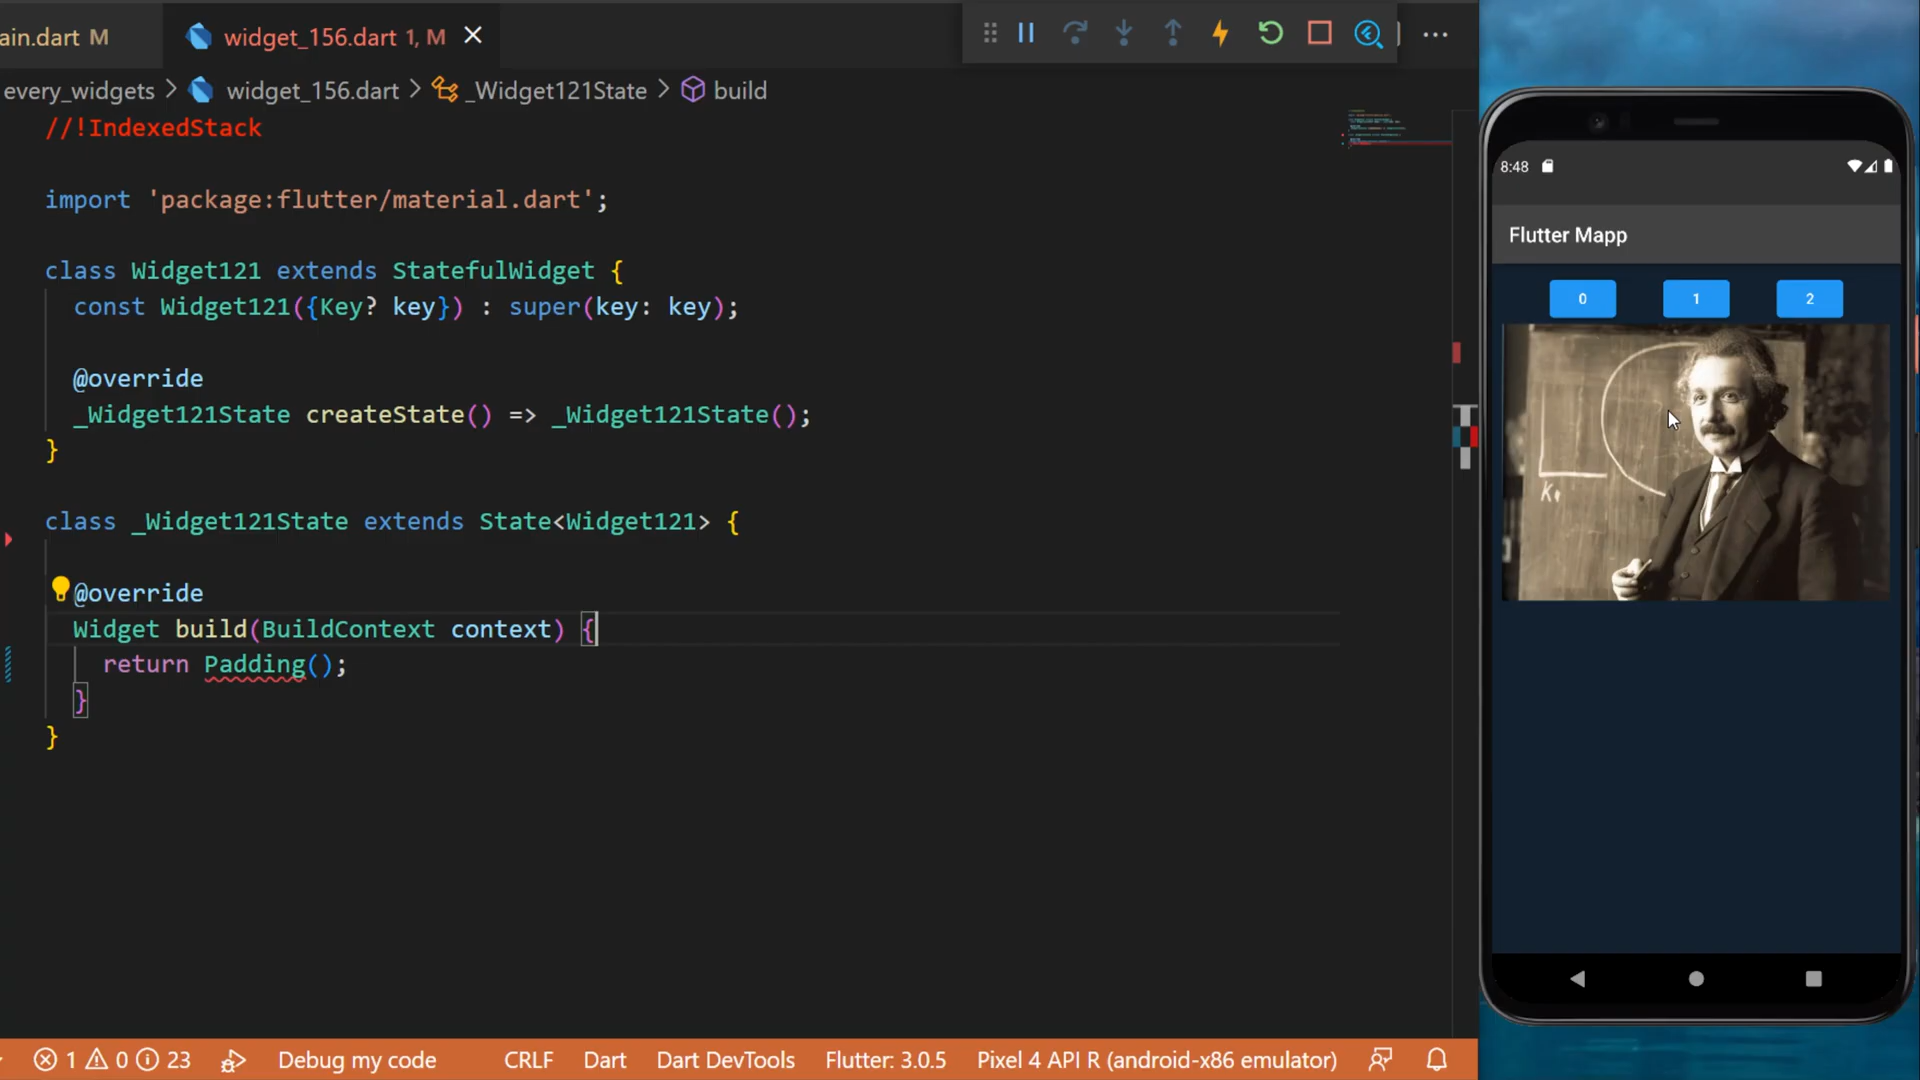 ain.dart M
widget_156.dart 1, M
every_widgets > widget_156.dart > _Widget121State > build
//!IndexedStack
import 'package:flutter/material.dart';
class Widget121 extends StatefulWidget {
const Widget121({Key? key}) : super(key: key);
@override
_Widget121State createState() => _Widget121State();
}
class _Widget121State extends State<Widget121> {
@override
Widget build(BuildContext context) {
return Padding();
}
}
1 0 23 Debug my code CRLF Dart Dart DevTools Flutter: 3.0.5 Pixel 4 API R (android-x86 emulator)
8:48
Flutter Mapp
0 1 2